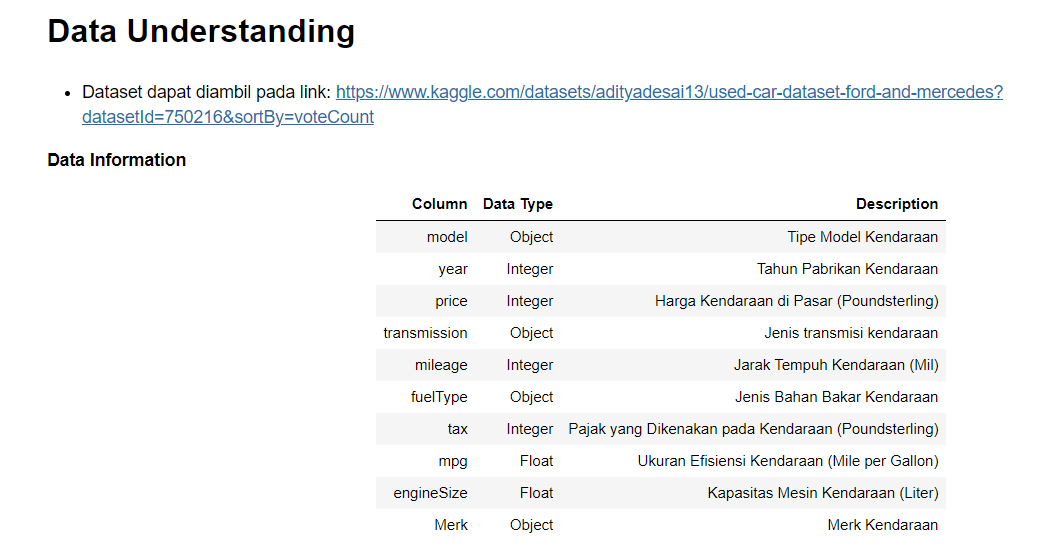 Data Understanding
• Dataset dapat diambil pada link: https://www.kaggle.com/datasets/adityadesai13/used-car-dataset-ford-and-mercedes?
datasetId=750216&sortBy=voteCount
Data Information
Column Data Type Description
model Object Tipe Model Kendaraan
year Integer Tahun Pabrikan Kendaraan
price Integer Harga Kendaraan di Pasar (Poundsterling)
transmission Object Jenis transmisi kendaraan
mileage Integer Jarak Tempuh Kendaraan (Mil)
fuelType Object Jenis Bahan Bakar Kendaraan
tax Integer Pajak yang Dikenakan pada Kendaraan (Poundsterling)
mpg Float Ukuran Efisiensi Kendaraan (Mile per Gallon)
engineSize Float Kapasitas Mesin Kendaraan (Liter)
Merk Object Merk Kendaraan